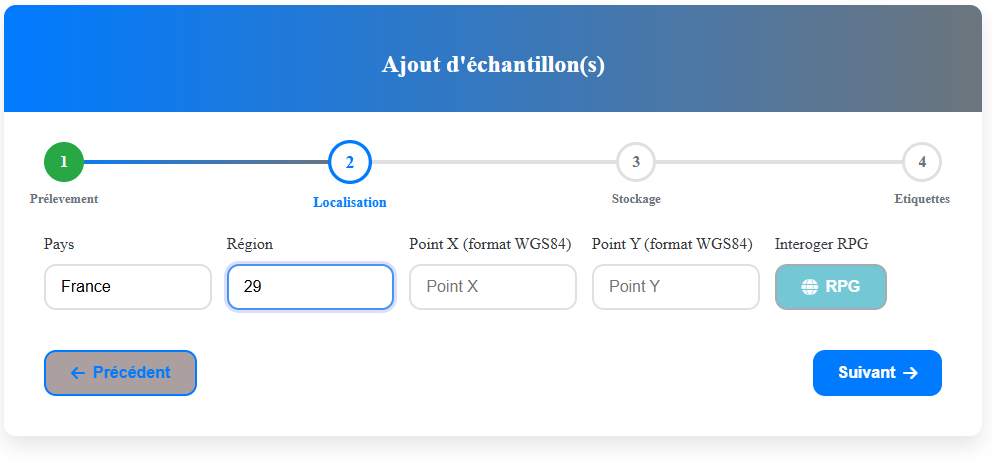 Ajout d'échantillon(s)
1 2 3 4
Prélevement Localisation Stockage Etiquettes
Pays Région Point X (format WGS84) Point Y (format WGS84) Interoger RPG
France 29 Point X Point Y RPG
Précédent Suivant